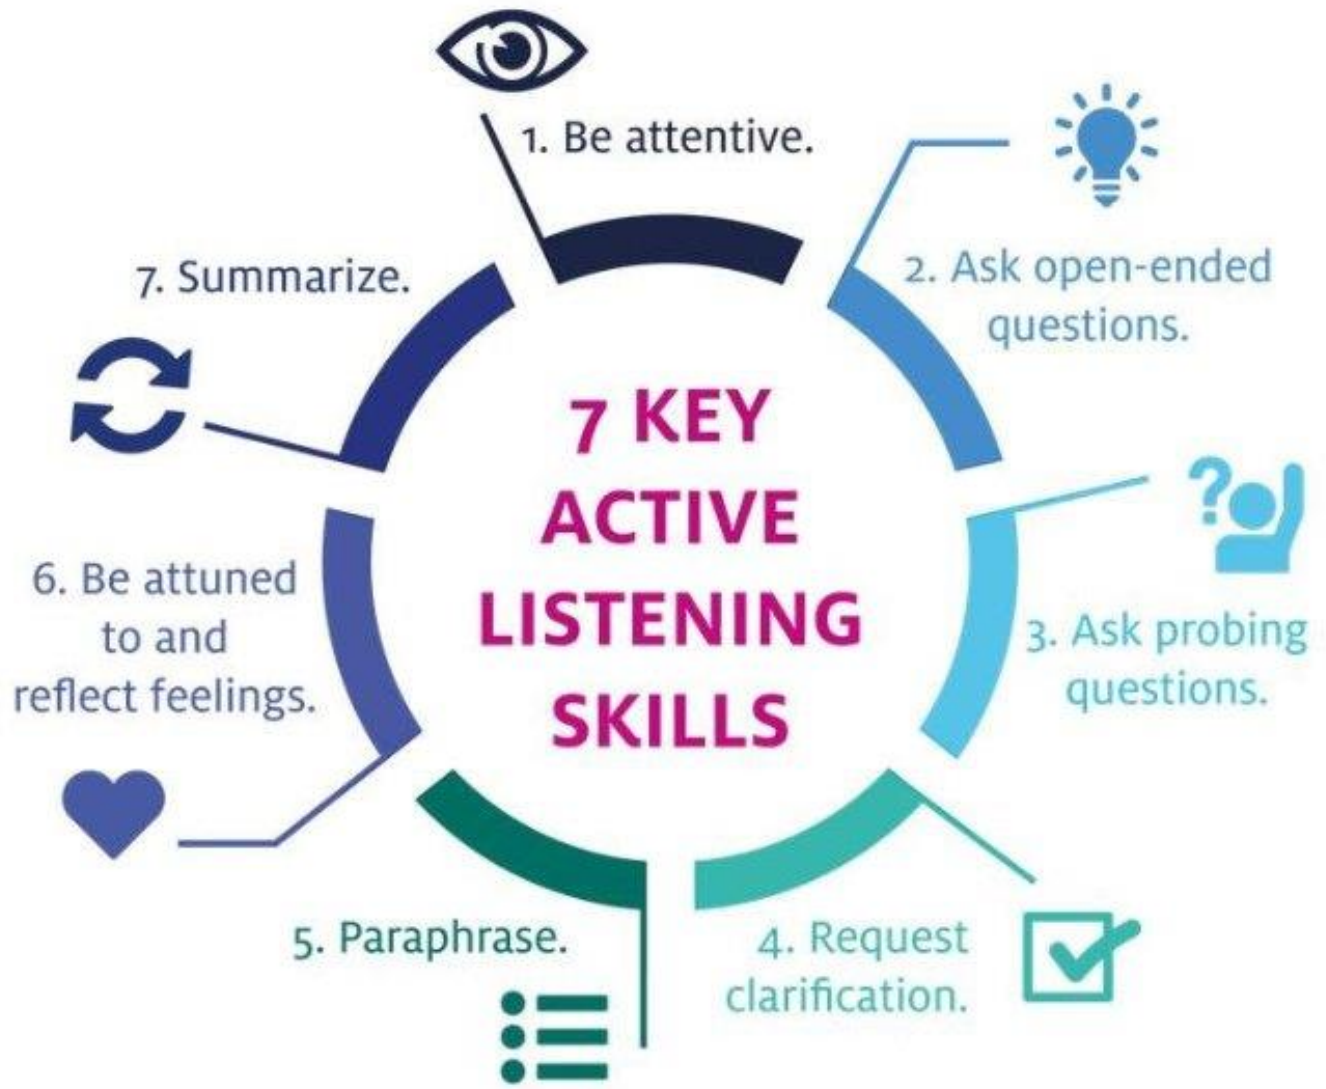 7 KEY
ACTIVE
LISTENING
SKILLS
1. Be attentive.
2. Ask open-ended
questions.
3. Ask probing
questions.
4. Request
clarification.
5. Paraphrase.
6. Be attuned
to and
reflect feelings.
7. Summarize.
?